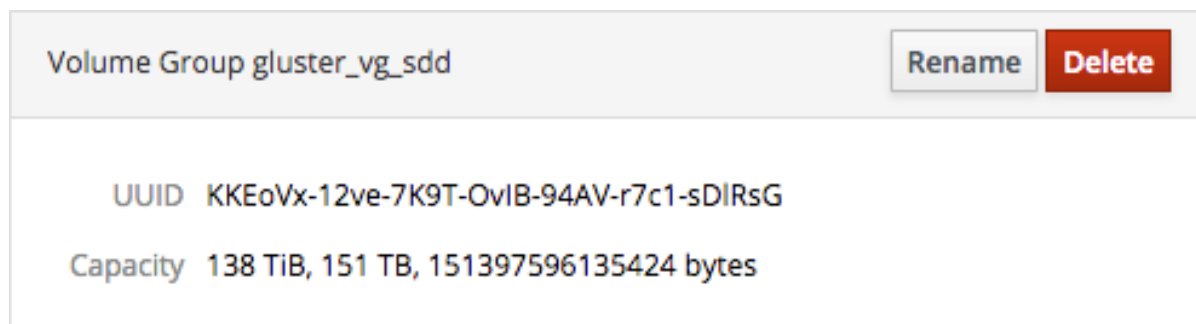 Volume Group gluster_vg_sdd Rename Delete
UUID KKEoVx-12ve-7K9T-OvIB-94AV-r7c1-sDlRsG
Capacity 138 TiB, 151 TB, 151397596135424 bytes